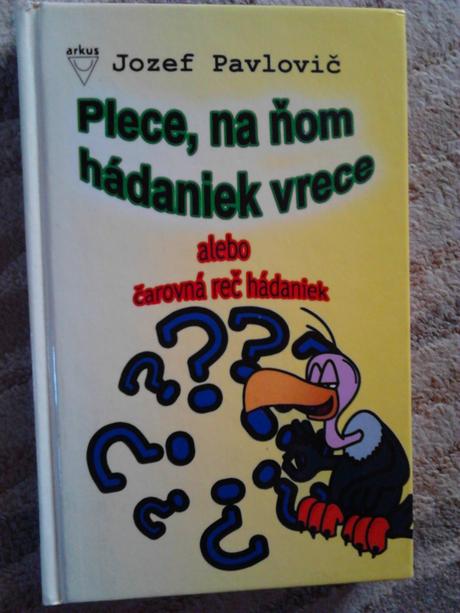 arkus
Jozef Pavlovič
Plece, na ňom
hádaniek vrece
alebo
čarovná reč hádaniek